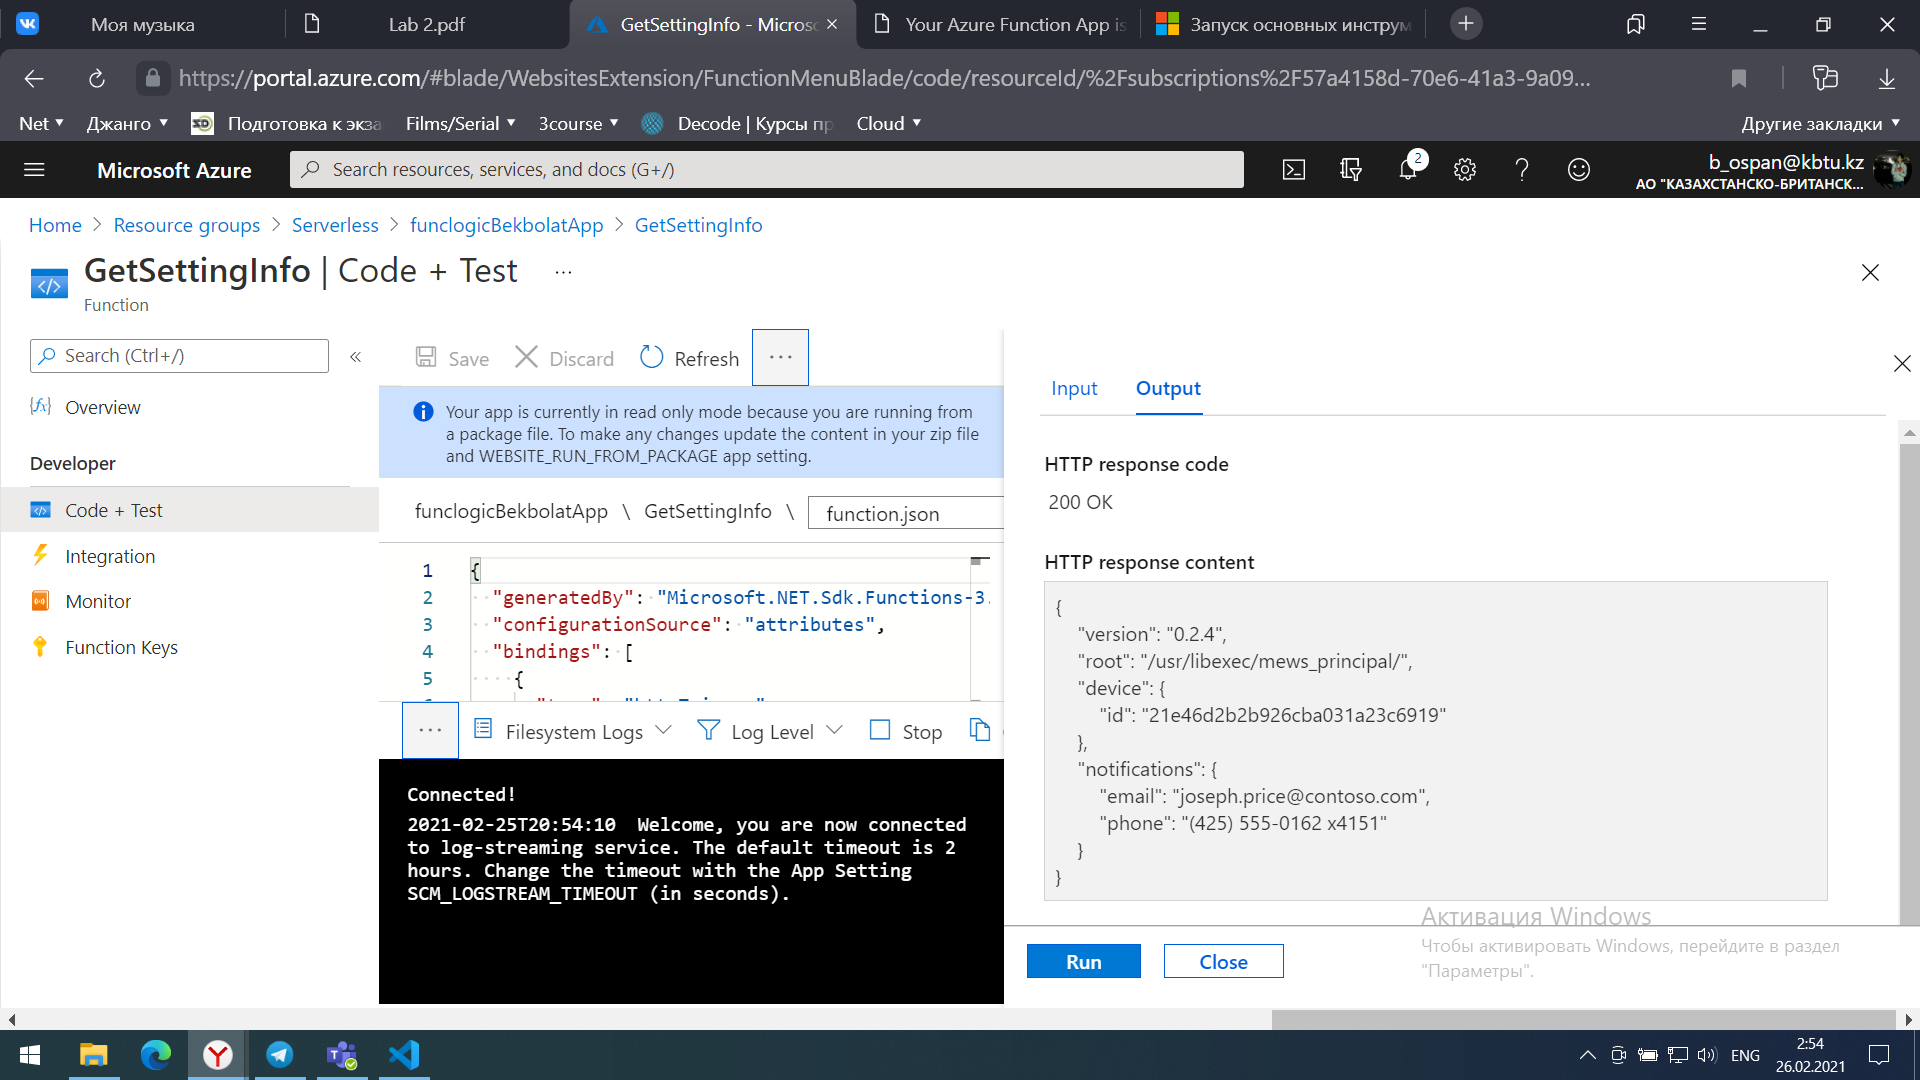 Моя музыка
Lab 2.pdf
GetSettingInfo - Micros
Your Azure Function App is
Запуск основных инструм
https://portal.azure.com/#blade/WebsitesExtension/FunctionMenuBlade/code/resourceId/%2Fsubscriptions%2F57a4158d-70e6-41a3-9a09...
Net
Джанго
SD
Подготовка к экза
Films/Serial
3course
Decode | Курсы пр
Cloud
Другие закладки
Microsoft Azure
Search resources, services, and docs (G+/)
2
b_ospan@kbtu.kz
АО "КАЗАХСТАНСКО-БРИТАНСК...
Home > Resource groups > Serverless > funclogicBekbolatApp > GetSettingInfo
GetSettingInfo | Code + Test ...
Function
Search (Ctrl+/)
«
Overview
Developer
Code + Test
Integration
Monitor
Function Keys
Save
Discard
Refresh
...
Your app is currently in read only mode because you are running from
a package file. To make any changes update the content in your zip file
and WEBSITE_RUN_FROM_PACKAGE app setting.
funclogicBekbolatApp \ GetSettingInfo \ function.json
1 {
2 "generatedBy": "Microsoft.NET.Sdk.Functions-3.
3 "configurationSource": "attributes",
4 "bindings": [
5 {
... Filesystem Logs
Log Level
Stop
Connected!
2021-02-25T20:54:10 Welcome, you are now connected
to log-streaming service. The default timeout is 2
hours. Change the timeout with the App Setting
SCM_LOGSTREAM_TIMEOUT (in seconds).
Input
Output
HTTP response code
200 OK
HTTP response content
{
"version": "0.2.4",
"root": "/usr/libexec/mews_principal/",
"device": {
"id": "21e46d2b2b926cba031a23c6919"
},
"notifications": {
"email": "joseph.price@contoso.com",
"phone": "(425) 555-0162 x4151"
}
}
Run
Close
Активация Windows
Чтобы активировать Windows, перейдите в раздел
"Параметры".
ENG
2:54
26.02.2021